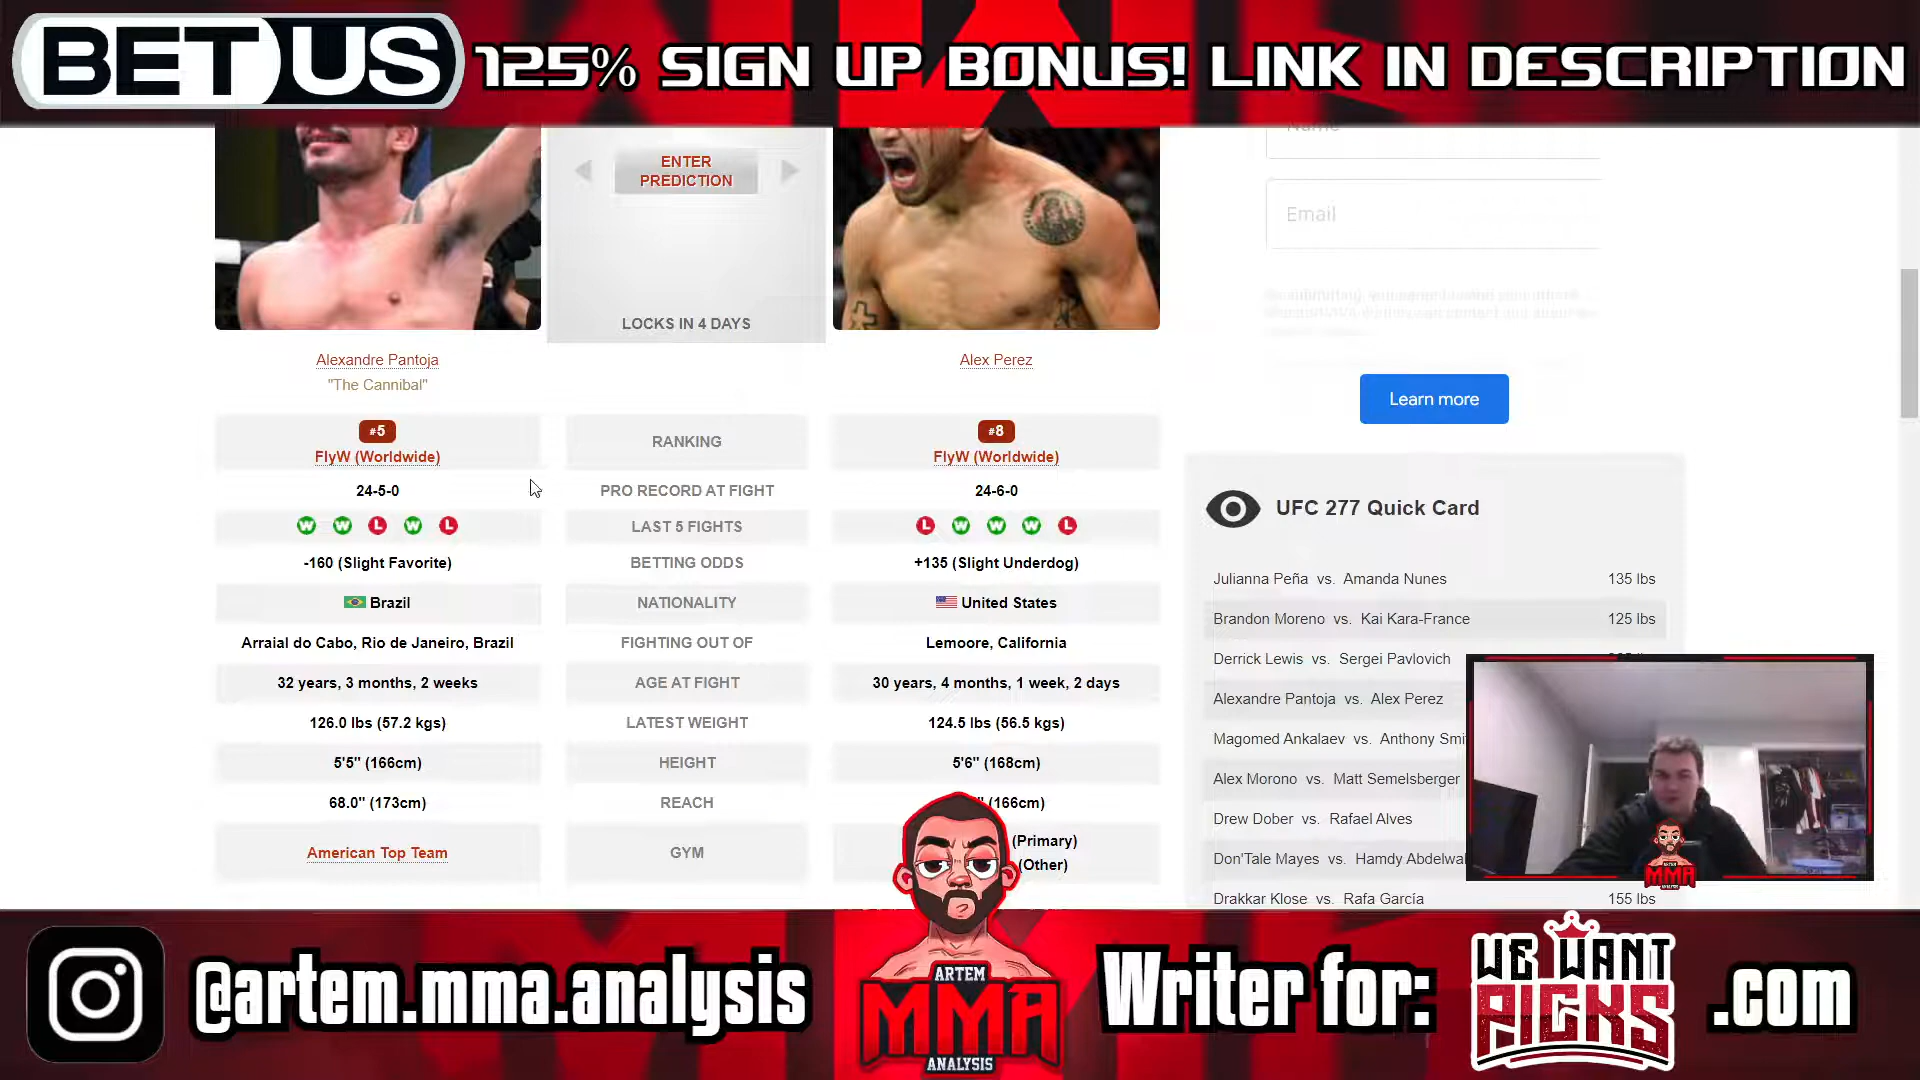 BETUS 125% SIGN UP BONUS! LINK IN DESCRIPTION
Name
ENTER
PREDICTION
Email
LOCKS IN 4 DAYS
Alexandre Pantoja
"The Cannibal"
Alex Perez
Learn more
#5
FlyW (Worldwide)
RANKING
#8
FlyW (Worldwide)
24-5-0
PRO RECORD AT FIGHT
24-6-0
W W L W L
LAST 5 FIGHTS
L W W W L
-160 (Slight Favorite)
BETTING ODDS
+135 (Slight Underdog)
Brazil
NATIONALITY
United States
Arraial do Cabo, Rio de Janeiro, Brazil
FIGHTING OUT OF
Lemoore, California
32 years, 3 months, 2 weeks
AGE AT FIGHT
30 years, 4 months, 1 week, 2 days
126.0 lbs (57.2 kgs)
LATEST WEIGHT
124.5 lbs (56.5 kgs)
5'5" (166cm)
HEIGHT
5'6" (168cm)
68.0" (173cm)
REACH
" (166cm)
American Top Team
GYM
(Primary)
(Other)
UFC 277 Quick Card
Julianna Peña vs. Amanda Nunes 135 lbs
Brandon Moreno vs. Kai Kara-France 125 lbs
Derrick Lewis vs. Sergei Pavlovich
Alexandre Pantoja vs. Alex Perez
Magomed Ankalaev vs. Anthony Smi
Alex Morono vs. Matt Semelsberger
Drew Dober vs. Rafael Alves
Don'Tale Mayes vs. Hamdy Abdelwa
Drakkar Klose vs. Rafa García 155 lbs
MMA
@artem.mma.analysis
ARTEM
MMA
ANALYSIS
Writer for:
WE WANT
PICKS
.com